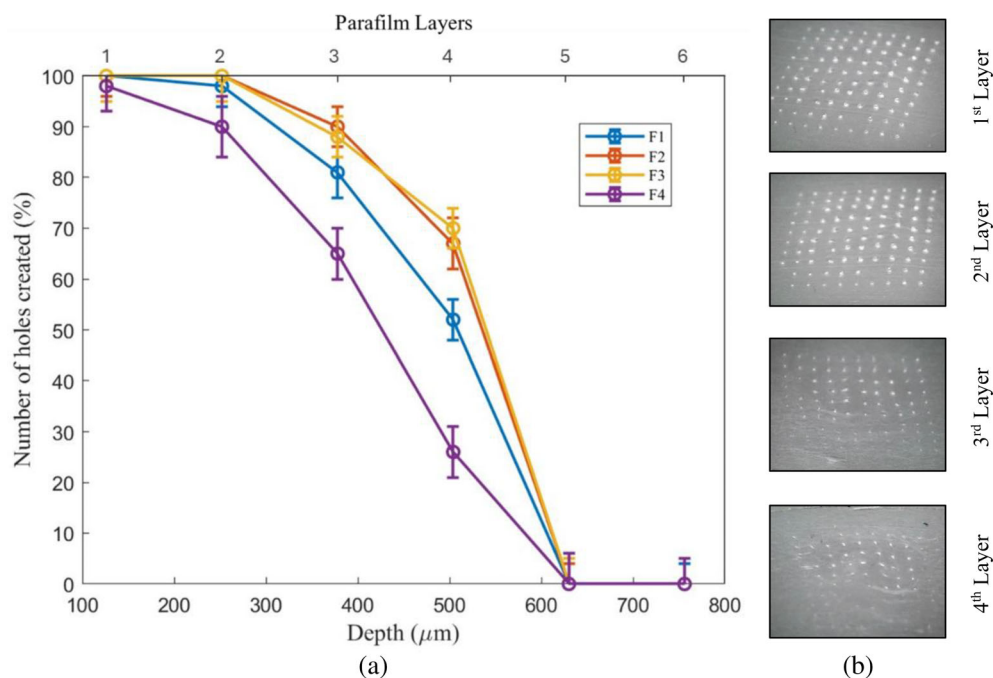 Parafilm Layers
1 2 3 4 5 6
100
90
80
70
60
50
40
30
20
10
0
Number of holes created (%)
F1
F2
F3
F4
100 200 300 400 500 600 700 800
Depth (μm)
(a)
1st Layer
2nd Layer
3rd Layer
4th Layer
(b)